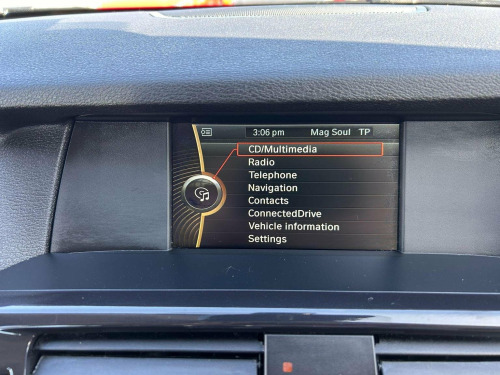 3:06 pm Mag Soul TP
CD/Multimedia
Radio
Telephone
Navigation
Contacts
ConnectedDrive
Vehicle information
Settings